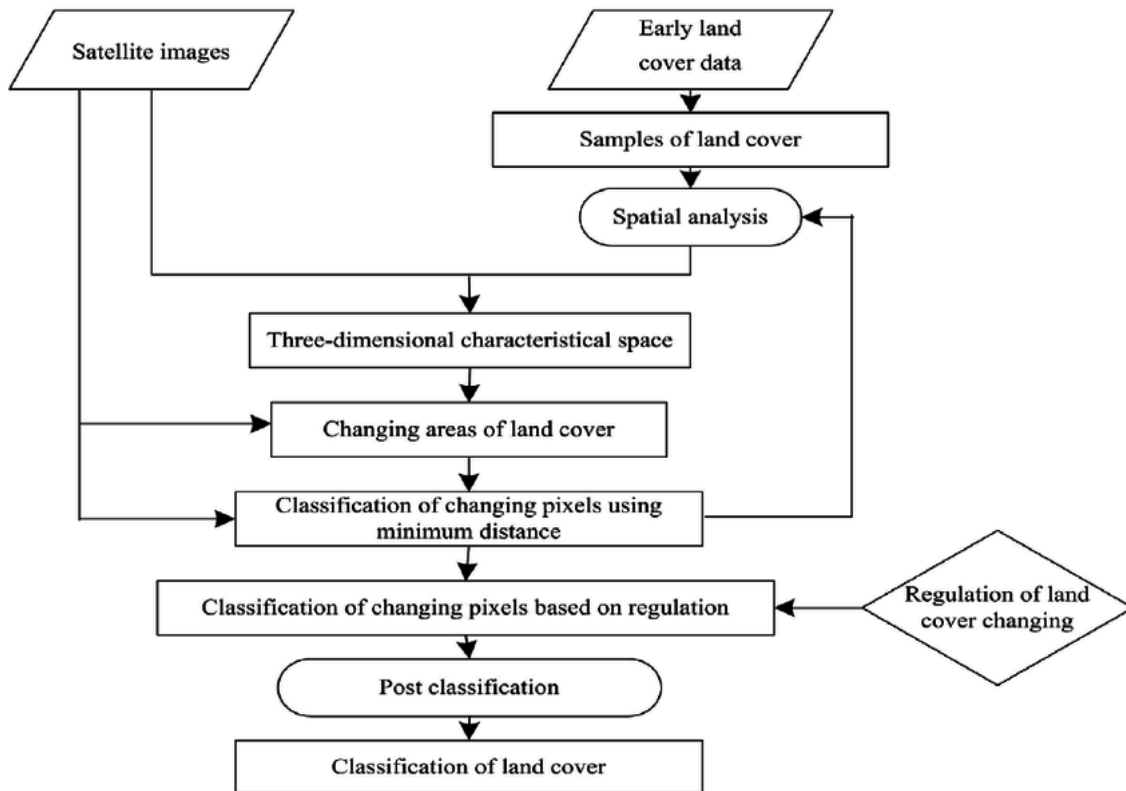 Satellite images
Early land
cover data
Samples of land cover
Spatial analysis
Three-dimensional characteristical space
Changing areas of land cover
Classification of changing pixels using
minimum distance
Classification of changing pixels based on regulation
Regulation of land
cover changing
Post classification
Classification of land cover